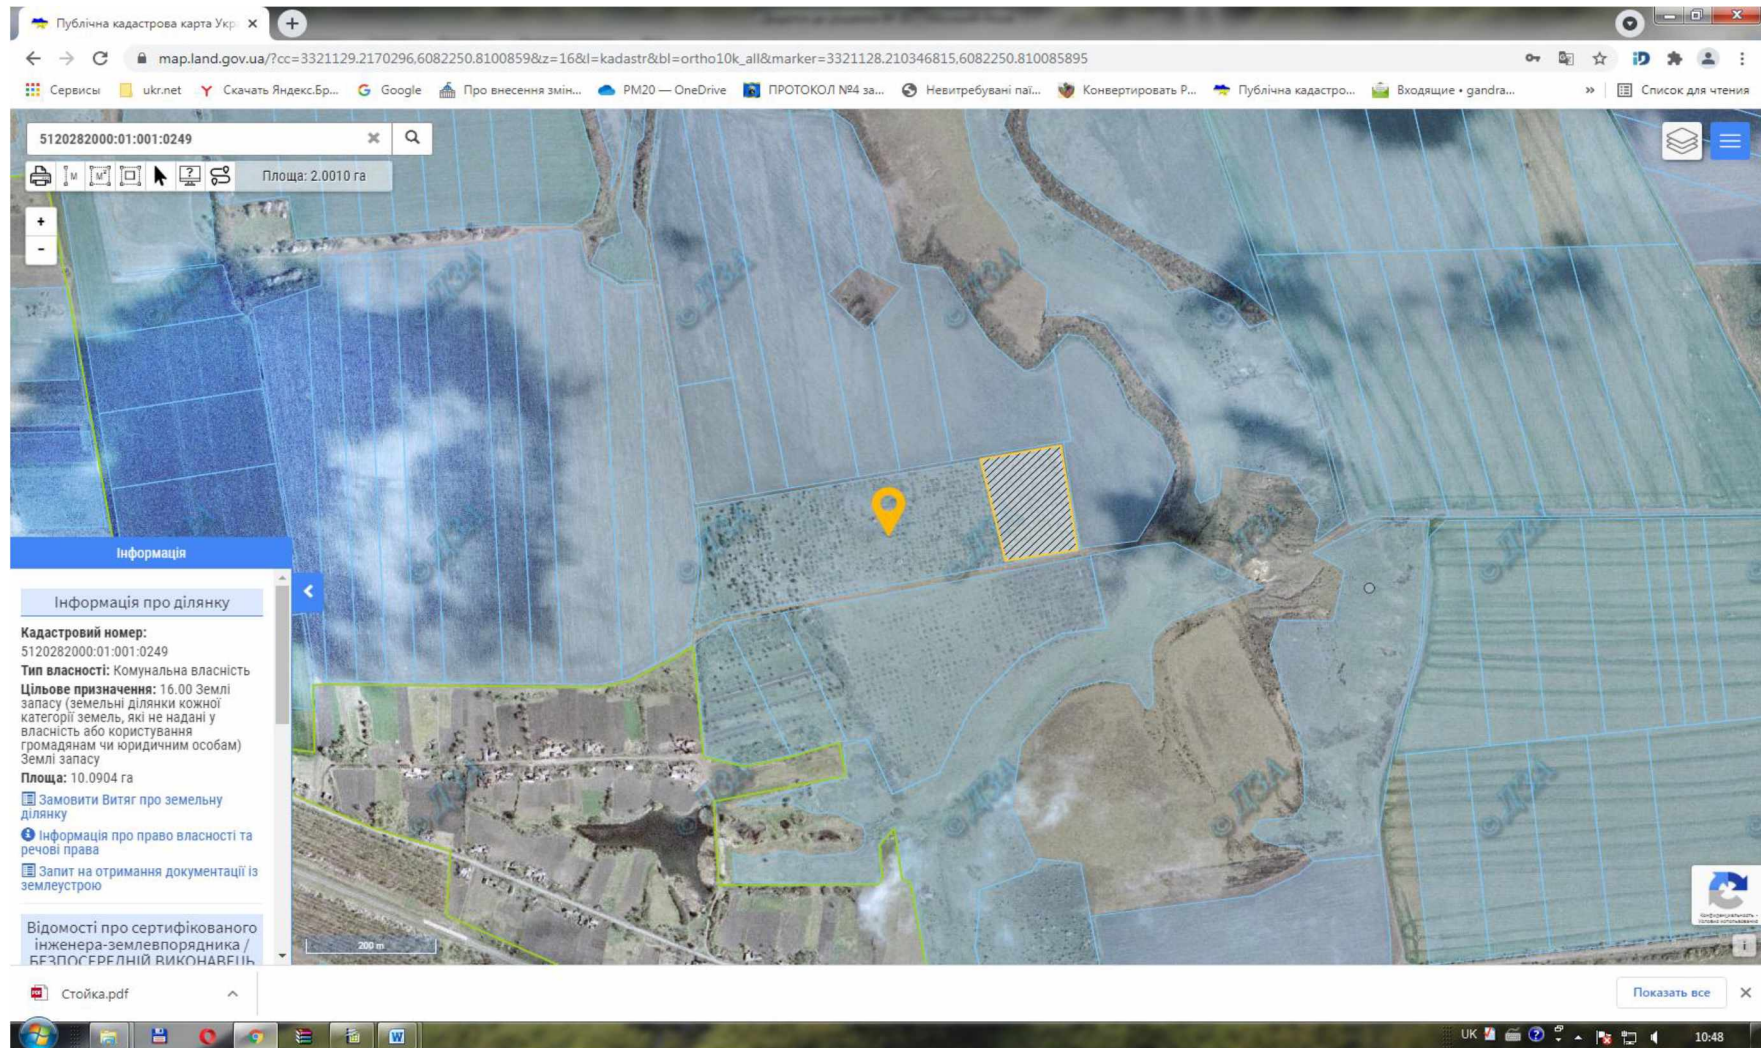 Публічна кадастрова карта Укр
map.land.gov.ua/?cc=3321129.2170296,6082250.8100859&z=16&l=kadastr&bl=ortho10k_all&marker=3321128.210346815,6082250.810085895
Сервисы ukr.net Скачать Яндекс.Бр... Google Про внесення змін... PM20 — OneDrive ПРОТОКОЛ №4 за... Невитребувані паї... Конвертировать P... Публічна кадастро... Входящие • gandra... » Список для чтения
5120282000:01:001:0249
Площа: 2.0010 га
+
-
© ДЗА
Інформація
Інформація про ділянку
Кадастровий номер:
5120282000:01:001:0249
Тип власності: Комунальна власність
Цільове призначення: 16.00 Землі
запасу (земельні ділянки кожної
категорії земель, які не надані у
власність або користування
громадянам чи юридичним особам)
Землі запасу
Площа: 10.0904 га
Замовити Витяг про земельну
ділянку
Інформація про право власності та
речові права
Запит на отримання документації із
землеустрою
Відомості про сертифікованого
інженера-землевпорядника /
БЕЗПОСЕРЕДНІЙ ВИКОНАВЕЦЬ
200 m
Стойка.pdf
Показать все
UK
10:48